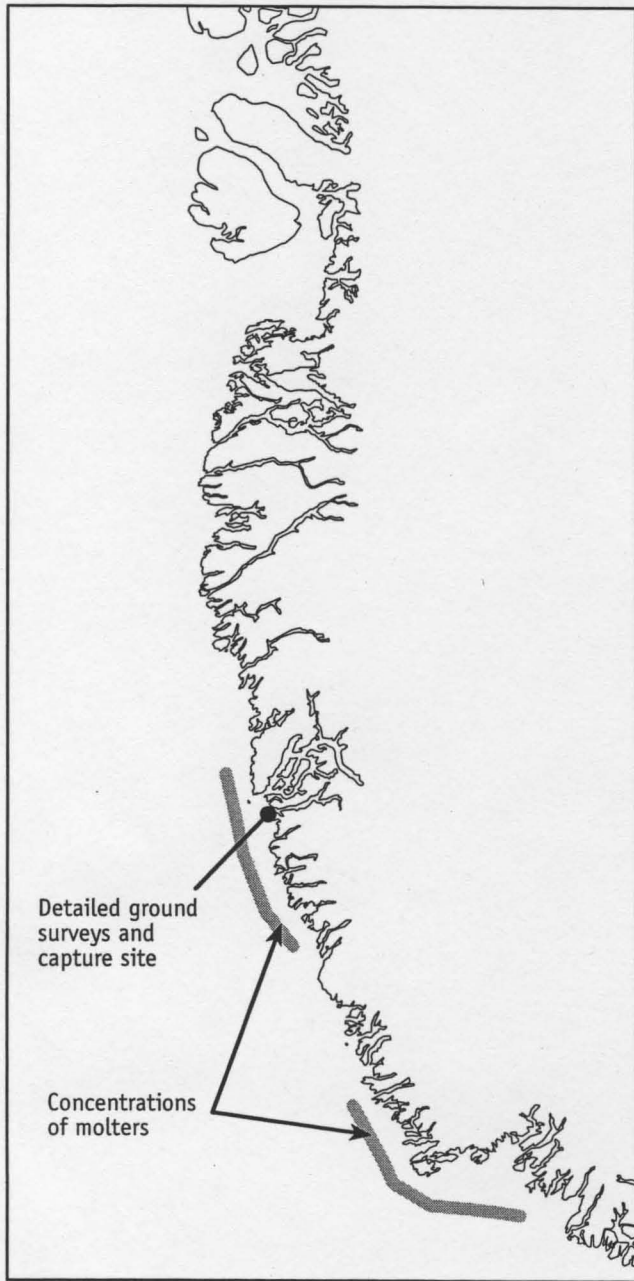 Detailed ground
surveys and
capture site
Concentrations
of molters